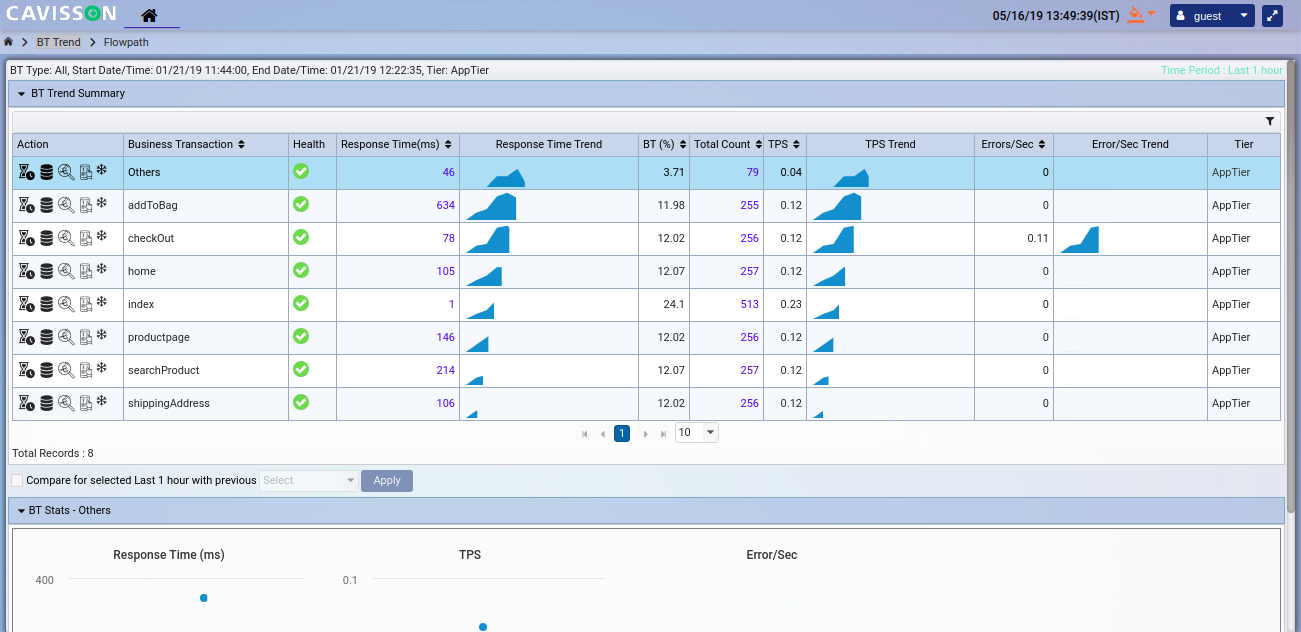 CAVISSON
05/16/19 13:49:39(IST) guest
BT Trend Flowpath
BT Type: All, Start Date/Time: 01/21/19 11:44:00, End Date/Time: 01/21/19 12:22:35, Tier: AppTier Time Period : Last 1 hour
BT Trend Summary
Action Business Transaction Health Response Time(ms) Response Time Trend BT (%) Total Count TPS TPS Trend Errors/Sec Error/Sec Trend Tier
Others 46 3.71 79 0.04 0 AppTier
addToBag 634 11.98 255 0.12 0 AppTier
checkOut 78 12.02 256 0.12 0.11 AppTier
home 105 12.07 257 0.12 0 AppTier
index 1 24.1 513 0.23 0 AppTier
productpage 146 12.02 256 0.12 0 AppTier
searchProduct 214 12.07 257 0.12 0 AppTier
shippingAddress 106 12.02 256 0.12 0 AppTier
1 10
Total Records : 8
Compare for selected Last 1 hour with previous Select Apply
BT Stats - Others
Response Time (ms) TPS Error/Sec
400 0.1